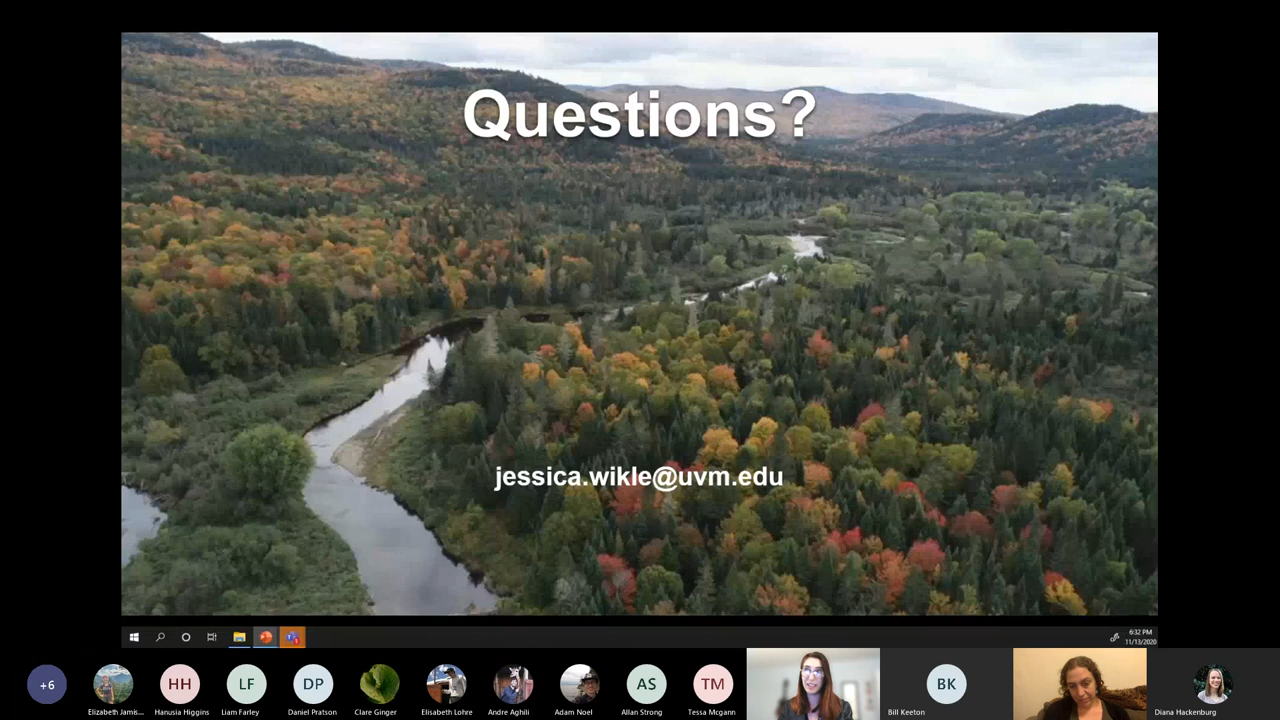 Questions?
jessica.wikle@uvm.edu
6:32 PM
11/13/2020
+6
HH
LF
DP
AS
TM
BK
Elizabeth Jamis...
Hanusia Higgins
Liam Farley
Daniel Pratson
Clare Ginger
Elisabeth Lohre
Andre Aghili
Adam Noel
Allan Strong
Tessa Mcgann
Bill Keeton
Diana Hackenburg